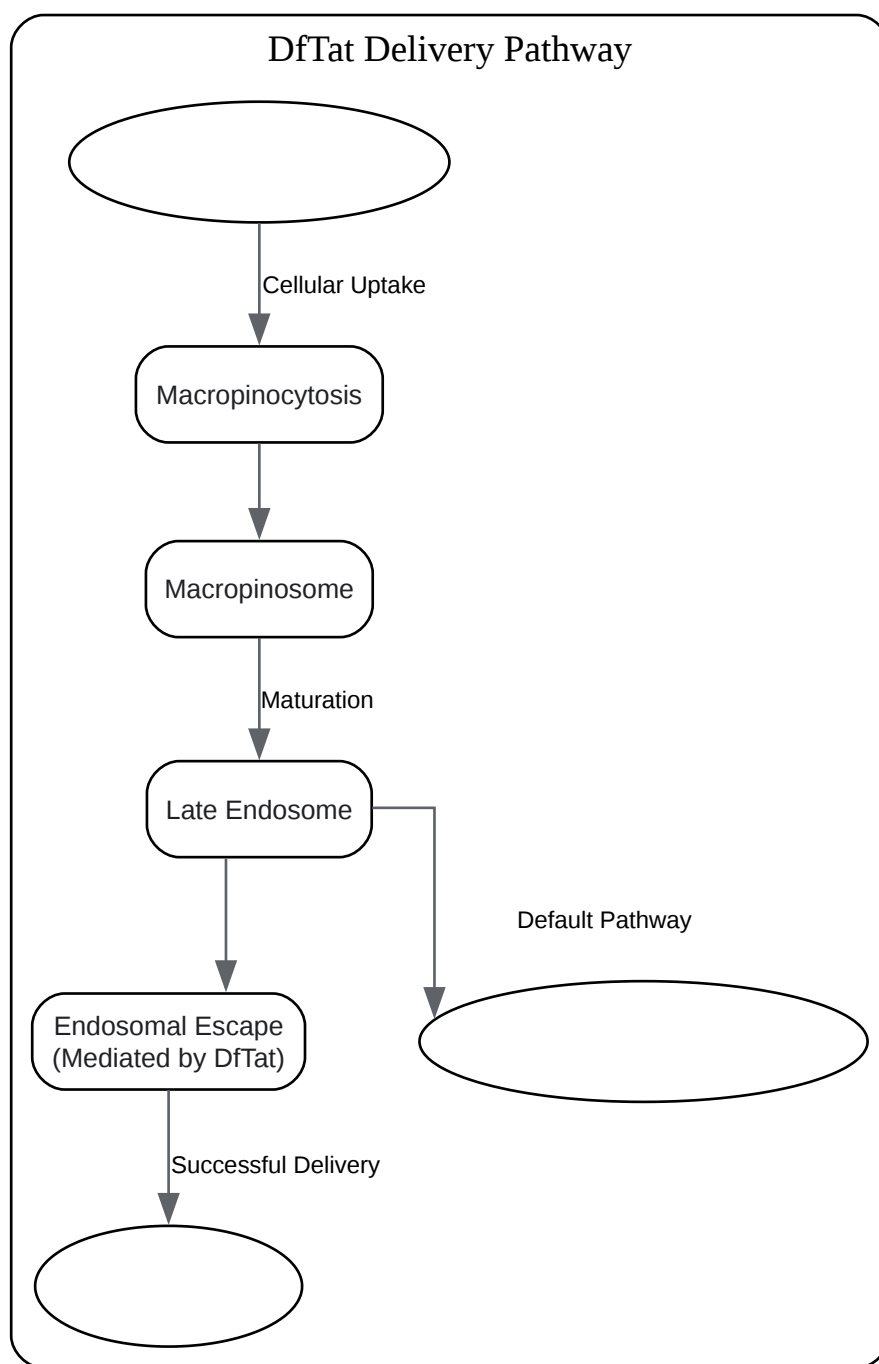 DfTat Delivery Pathway
Cellular Uptake
Macropinocytosis
Macropinosome
Maturation
Late Endosome
Default Pathway
Endosomal Escape
(Mediated by DfTat)
Successful Delivery